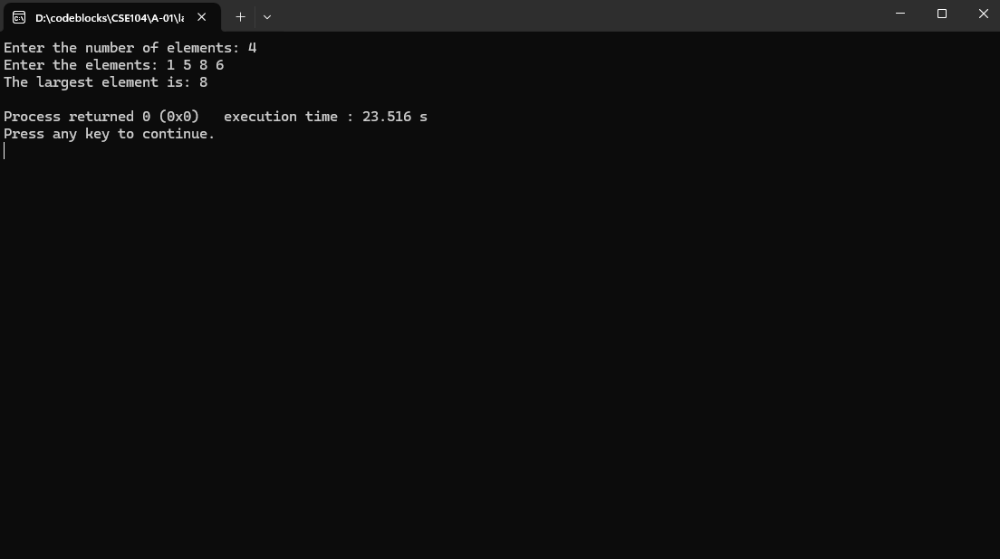 D:\codeblocks\CSE104\A-01\la
Enter the number of elements: 4
Enter the elements: 1 5 8 6
The largest element is: 8
Process returned 0 (0x0)   execution time : 23.516 s
Press any key to continue.